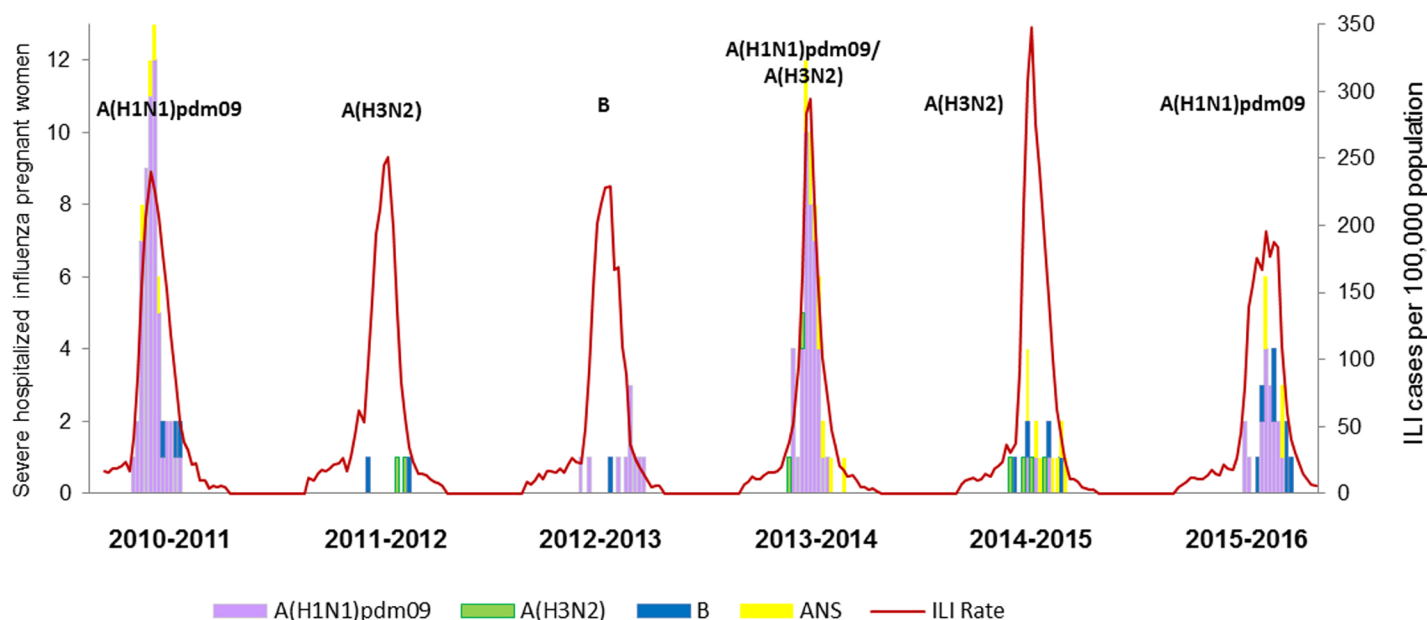 Severe hospitalized influenza pregnant women
12
10
8
6
4
2
0
A(H1N1)pdm09
A(H3N2)
B
A(H1N1)pdm09/
A(H3N2)
A(H3N2)
A(H1N1)pdm09
350
300
250
200
150
100
50
0
ILI cases per 100,000 population
2010-2011
2011-2012
2012-2013
2013-2014
2014-2015
2015-2016
A(H1N1)pdm09
A(H3N2)
B
ANS
ILI Rate